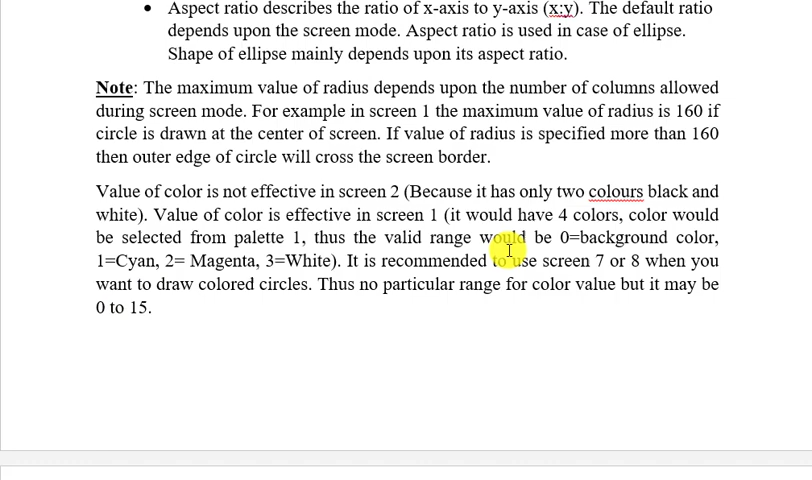 • Aspect ratio describes the ratio of x-axis to y-axis (x:y). The default ratio
depends upon the screen mode. Aspect ratio is used in case of ellipse.
Shape of ellipse mainly depends upon its aspect ratio.
Note: The maximum value of radius depends upon the number of columns allowed
during screen mode. For example in screen 1 the maximum value of radius is 160 if
circle is drawn at the center of screen. If value of radius is specified more than 160
then outer edge of circle will cross the screen border.
Value of color is not effective in screen 2 (Because it has only two colours black and
white). Value of color is effective in screen 1 (it would have 4 colors, color would
be selected from palette 1, thus the valid range would be 0=background color,
1=Cyan, 2= Magenta, 3=White). It is recommended to use screen 7 or 8 when you
want to draw colored circles. Thus no particular range for color value but it may be
0 to 15.